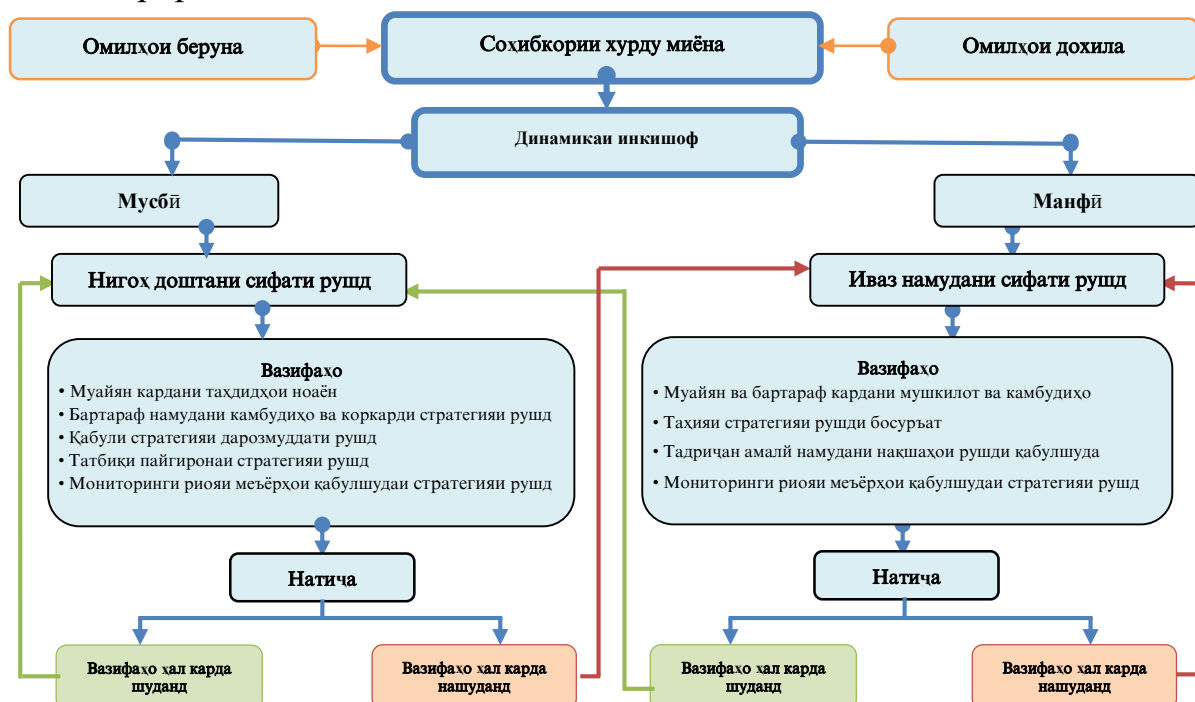 Омилҳои беруна
Соҳибкории хурду миёна
Омилҳои дохила
Динамикаи инкишоф
Мусбӣ
Манфӣ
Нигоҳ доштани сифати рушд
Иваз намудани сифати рушд
Вазифаҳо
• Муайян кардани таҳдидҳои ноаён
• Бартараф намудани камбудиҳо ва коркарди стратегияи рушд
• Қабули стратегияи дарозмуддати рушд
• Татбиқи пайгиронаи стратегияи рушд
• Мониторинги риояи меъёрҳои қабулшудаи стратегияи рушд
Вазифаҳо
• Муайян ва бартараф кардани мушкилот ва камбудиҳо
• Таҳияи стратегияи рушди босуръат
• Тадриҷан амалӣ намудани нақшаҳои рушди қабулшуда
• Мониторинги риояи меъёрҳои қабулшудаи стратегияи рушд
Натиҷа
Натиҷа
Вазифаҳо ҳал карда
шуданд
Вазифаҳо ҳал карда
нашуданд
Вазифаҳо ҳал карда
шуданд
Вазифаҳо ҳал карда
нашуданд